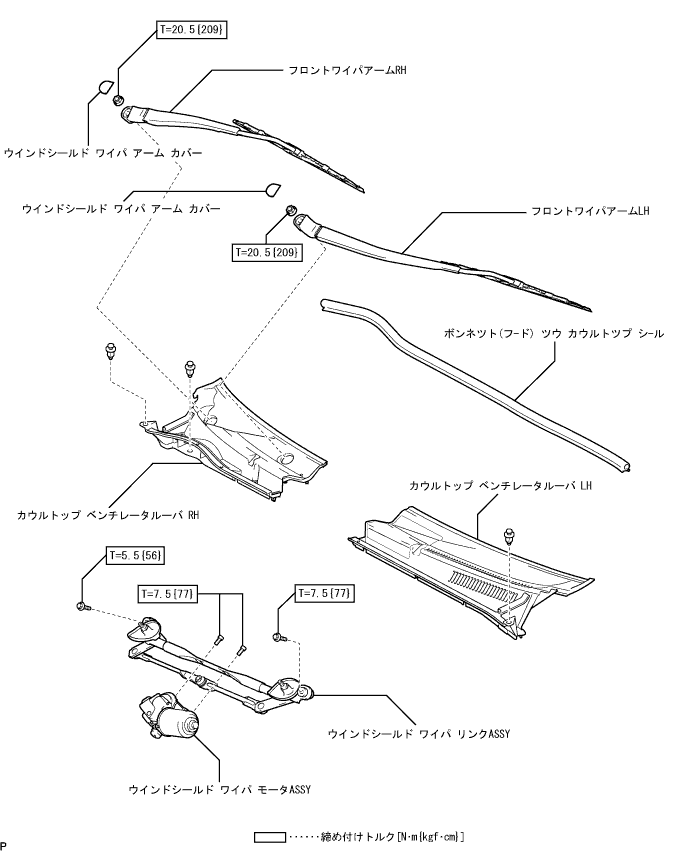 T=20.5{209}
フロントワイパアームRH
ウインドシールド ワイパ アーム カバー
ウインドシールド ワイパ アーム カバー
フロントワイパアームLH
T=20.5{209}
ボンネツト(フード) ツウ カウルトツプ シール
カウルトップ ベンチレータルーバ LH
カウルトップ ベンチレータルーバ RH
T=5.5{56}
T=7.5{77}
T=7.5{77}
ウインドシールド ワイパ リンクASSY
ウインドシールド ワイパ モータASSY
······締め付けトルク[N·m{kgf·cm}]
P